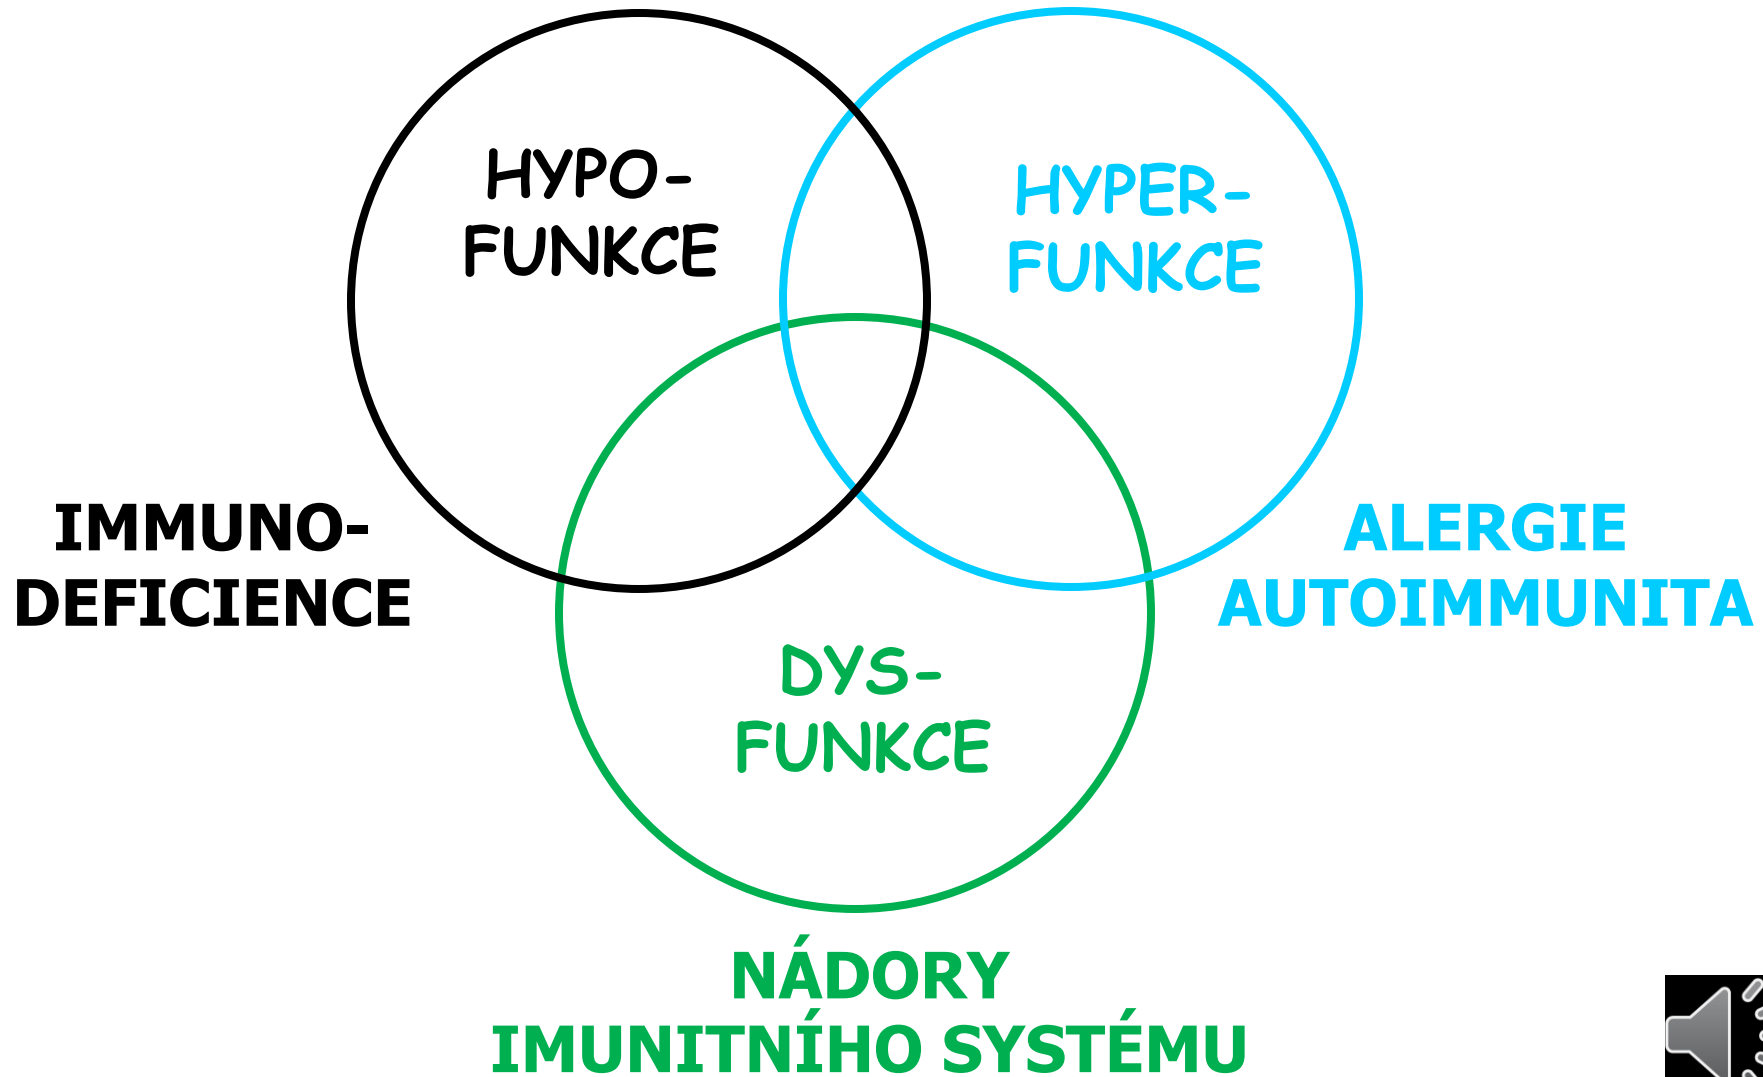 HYPO-
FUNKCE
HYPER-
FUNKCE
IMMUNO-
DEFICIENCE
ALERGIE
AUTOIMMUNITA
DYS-
FUNKCE
NÁDORY
IMUNITNÍHO SYSTÉMU